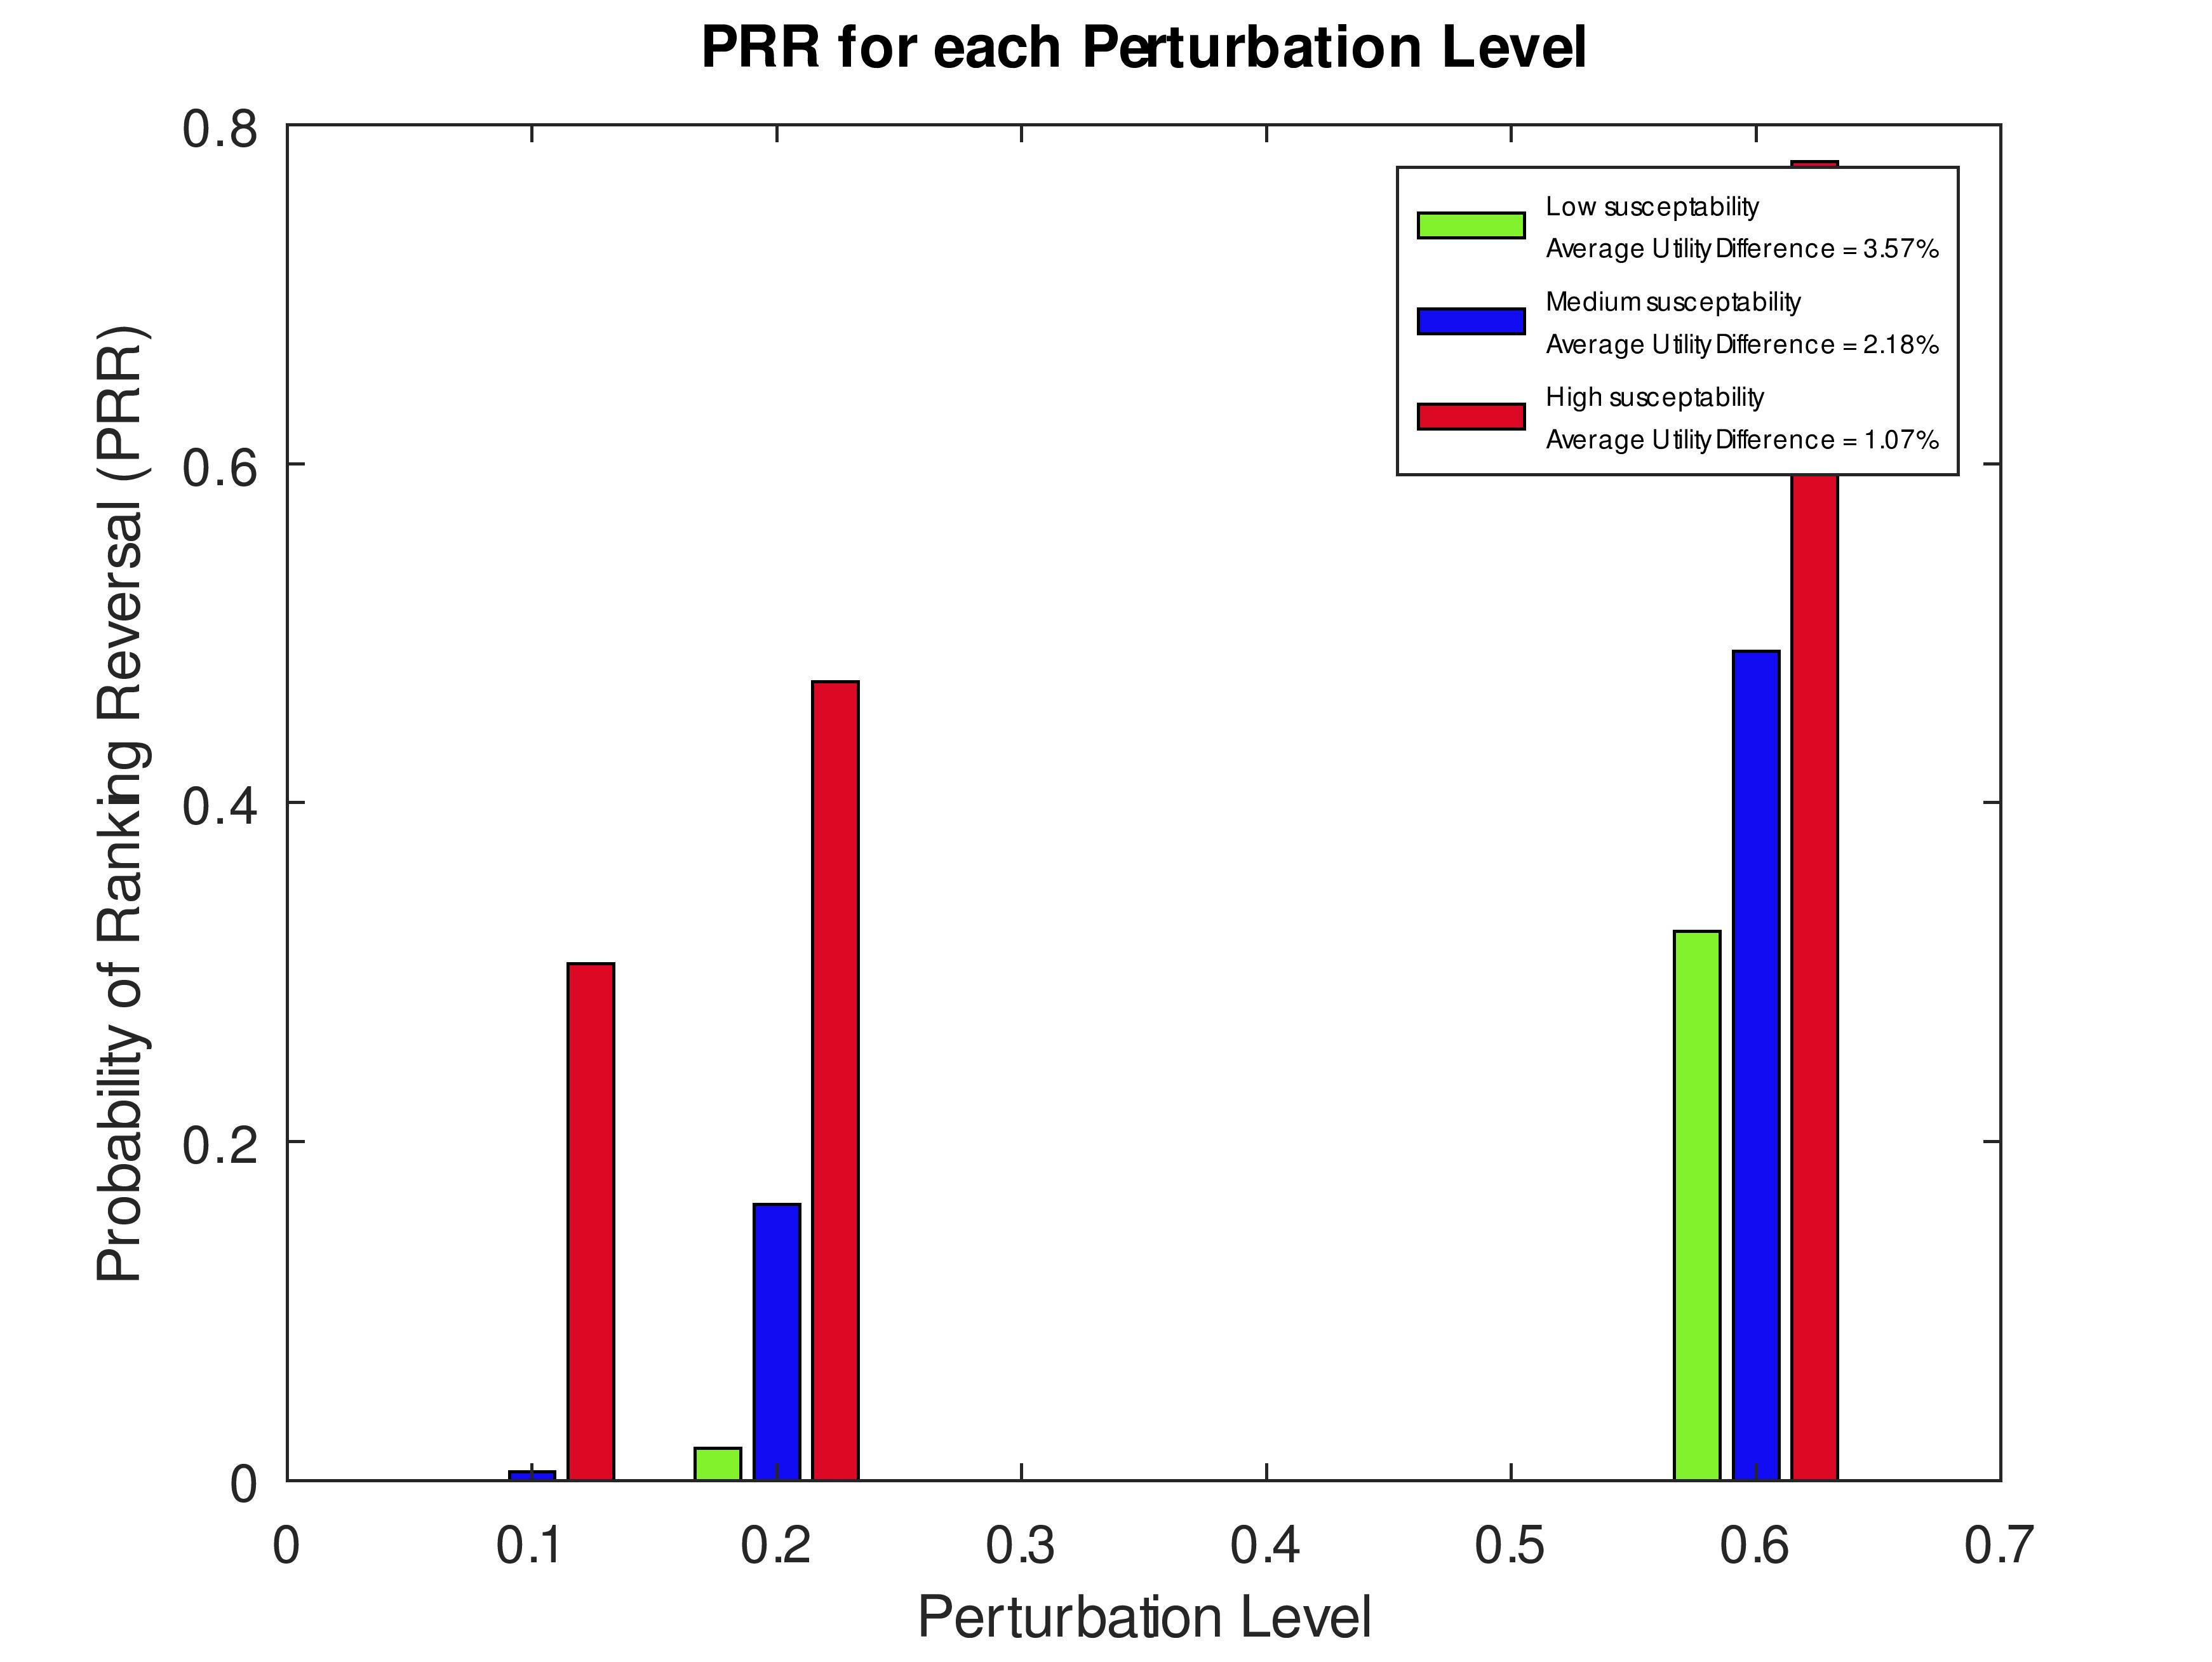 PRR for each Perturbation Level
0.8
0.6
0.4
0.2
0
Probability of Ranking Reversal (PRR)
Low susceptability
Average Utility Difference = 3.57%
Medium susceptability
Average Utility Difference = 2.18%
High susceptability
Average Utility Difference = 1.07%
0 0.1 0.2 0.3 0.4 0.5 0.6 0.7
Perturbation Level